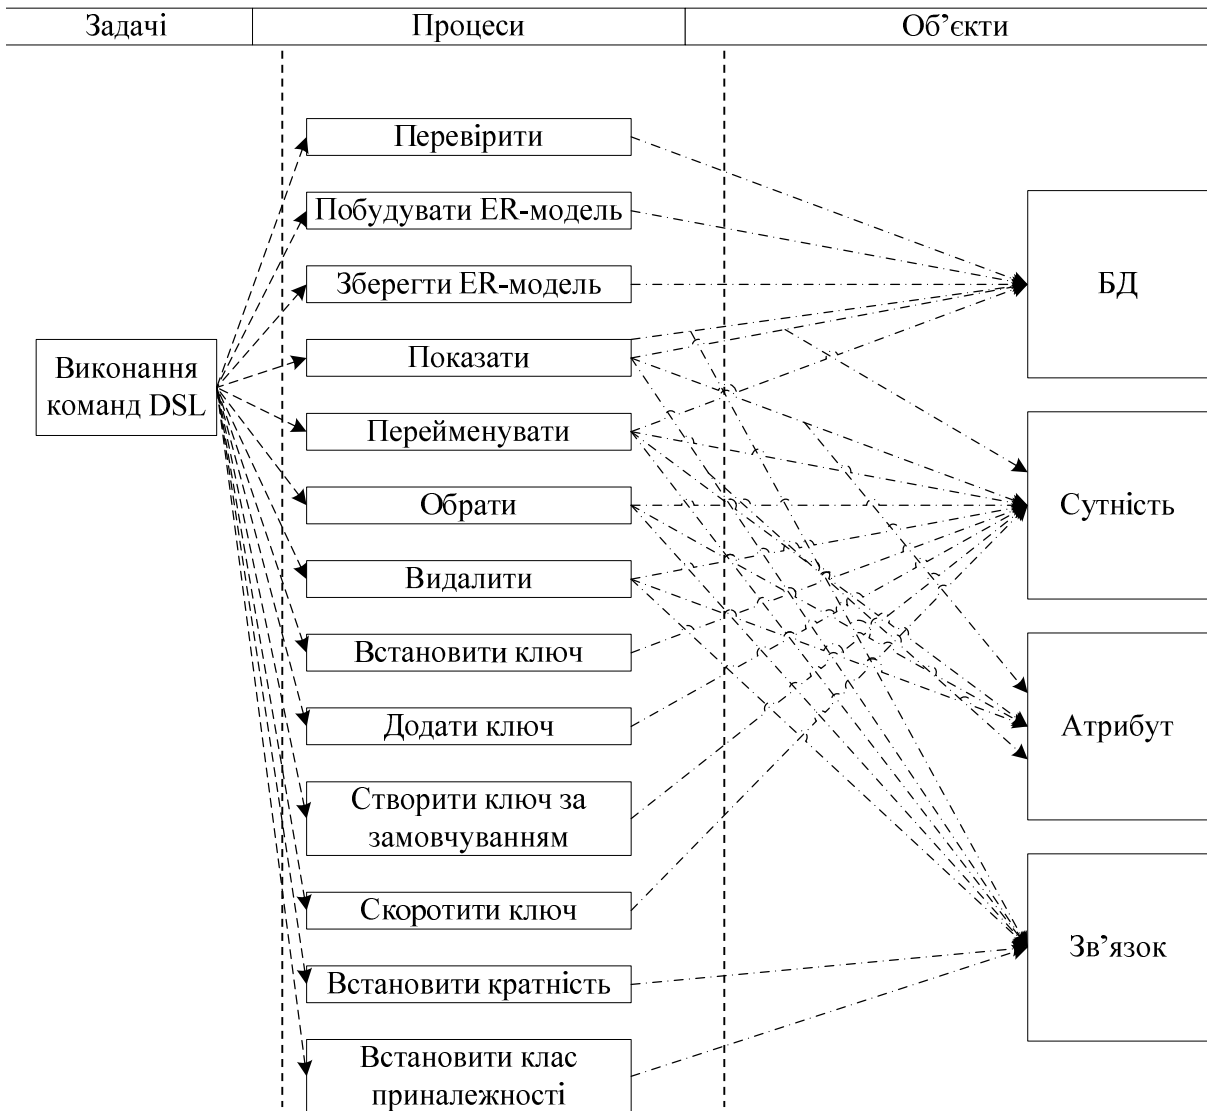 Задачі
Процеси
Об’єкти
Виконання
команд DSL
Перевірити
Побудувати ER-модель
Зберегти ER-модель
Показати
Перейменувати
Обрати
Видалити
Встановити ключ
Додати ключ
Створити ключ за
замовчуванням
Скоротити ключ
Встановити кратність
Встановити клас
приналежності
БД
Сутність
Атрибут
Зв’язок